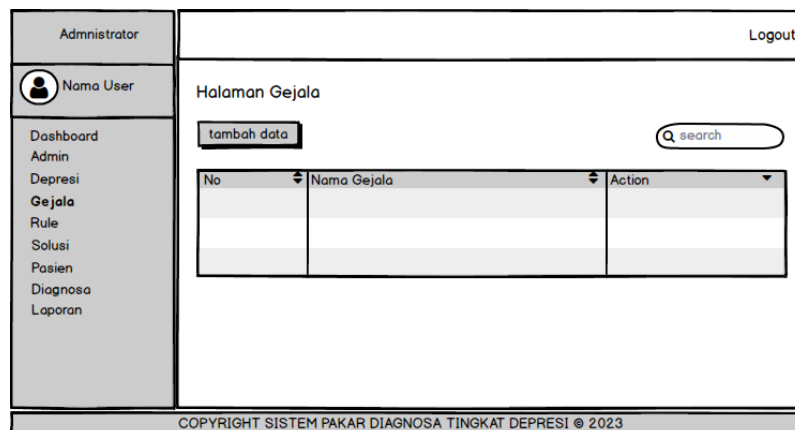 Admnistrator
Logout
Nama User
Halaman Gejala
tambah data
search
Dashboard
Admin
Depresi
Gejala
Rule
Solusi
Pasien
Diagnosa
Laporan
No Nama Gejala Action
COPYRIGHT SISTEM PAKAR DIAGNOSA TINGKAT DEPRESI © 2023